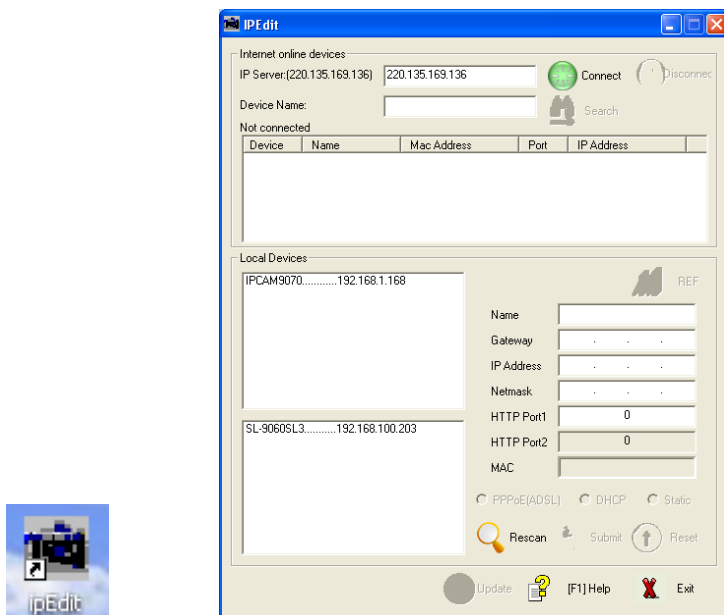 IPEdit
Internet online devices
IP Server:(220.135.169.136) 220.135.169.136 Connect Disconnec
Device Name: Search
Not connected
Device Name Mac Address Port IP Address
Local Devices
IPCAM9070............192.168.1.168
REF
Name
Gateway . . .
IP Address . . .
Netmask . . .
HTTP Port1 0
SL-9060SL3...........192.168.100.203
HTTP Port2 0
MAC
PPPoE(ADSL) DHCP Static
Rescan Submit Reset
Update [F1] Help Exit
ipEdit